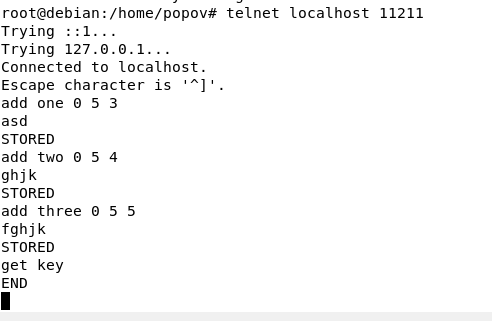 root@debian:/home/popov# telnet localhost 11211
Trying ::1...
Trying 127.0.0.1...
Connected to localhost.
Escape character is '^]'.
add one 0 5 3
asd
STORED
add two 0 5 4
ghjk
STORED
add three 0 5 5
fghjk
STORED
get key
END